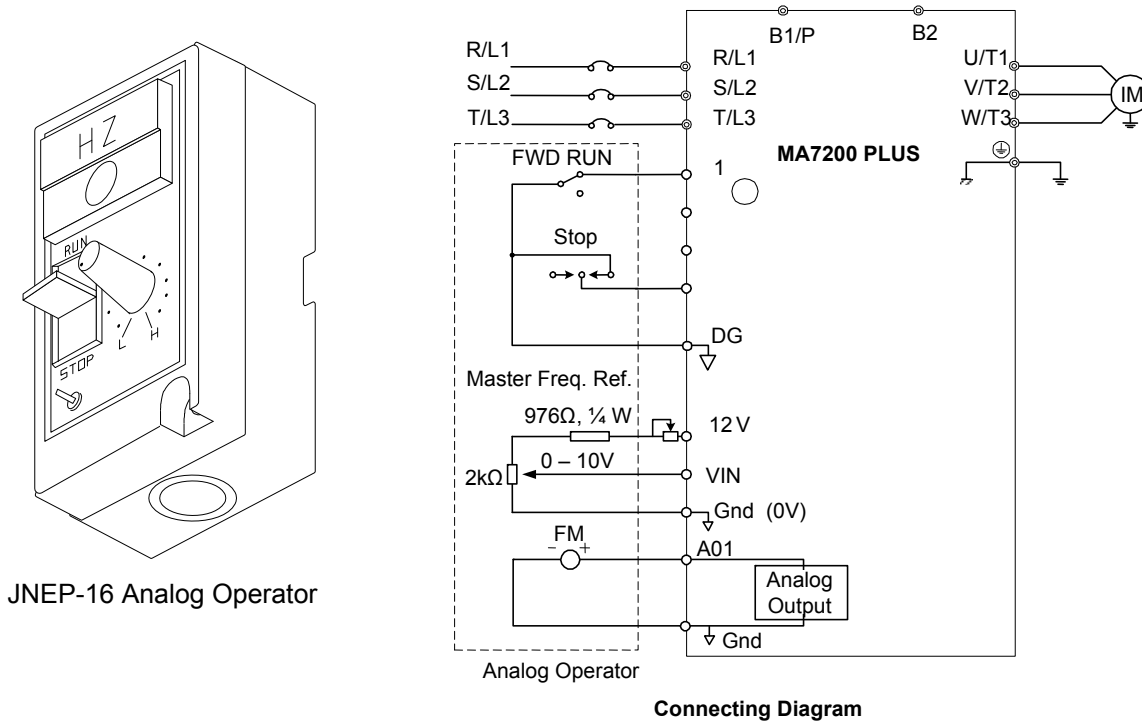 HZ
RUN
L H
STOP
JNEP-16 Analog Operator
B1/P B2
R/L1 R/L1 U/T1
S/L2 S/L2 V/T2 IM
T/L3 T/L3 W/T3
FWD RUN 1 MA7200 PLUS
Stop
DG
Master Freq. Ref.
976Ω, ¼ W 12 V
2kΩ 0 – 10V VIN
Gnd (0V)
FM
- + A01
Analog
Output
Gnd
Analog Operator
Connecting Diagram